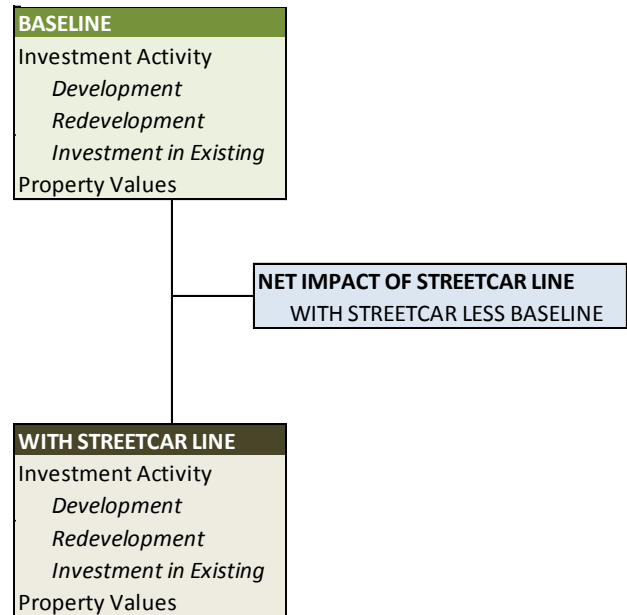 BASELINE
Investment Activity
Development
Redevelopment
Investment in Existing
Property Values
NET IMPACT OF STREETCAR LINE
WITH STREETCAR LESS BASELINE
WITH STREETCAR LINE
Investment Activity
Development
Redevelopment
Investment in Existing
Property Values